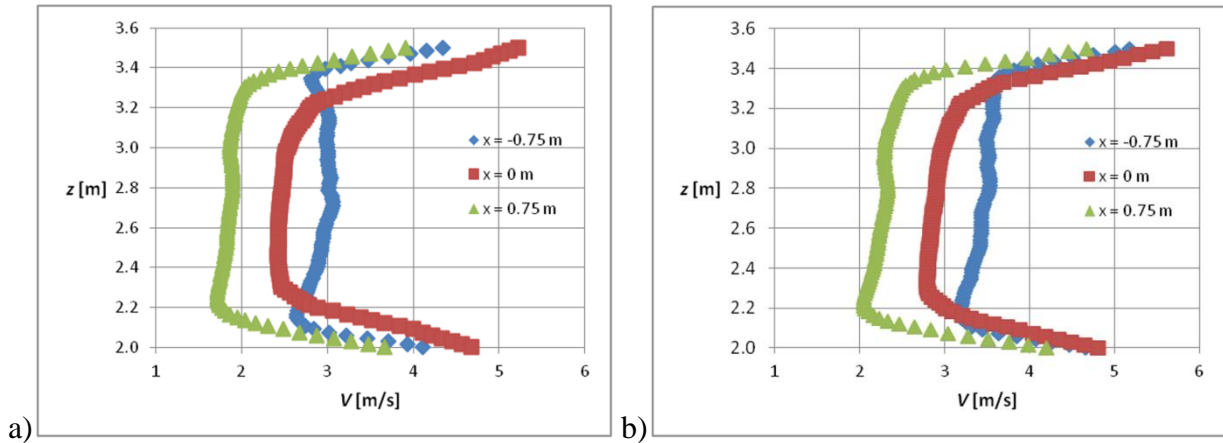 3.6
3.4
3.2
3.0
2.8
2.6
2.4
2.2
2.0
z [m]
1 2 3 4 5 6
V [m/s]
x = -0.75 m
x = 0 m
x = 0.75 m
a)
3.6
3.4
3.2
3.0
2.8
2.6
2.4
2.2
2.0
z [m]
1 2 3 4 5 6
V [m/s]
x = -0.75 m
x = 0 m
x = 0.75 m
b)